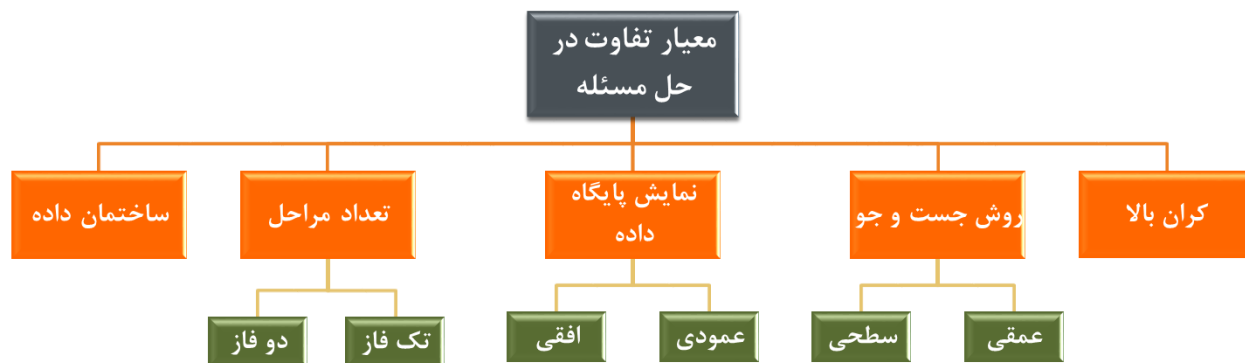 معیار تفاوت در
حل مسئله
کران بالا
روش جست و جو
نمایش پایگاه
داده
تعداد مراحل
ساختمان داده
عمقی
سطحی
عمودی
افقی
تک فاز
دو فاز